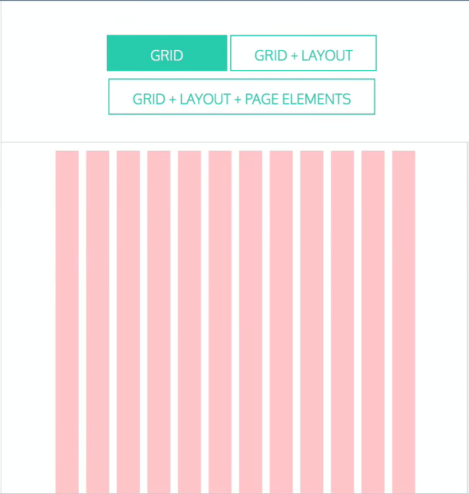 GRID
GRID + LAYOUT
GRID + LAYOUT + PAGE ELEMENTS